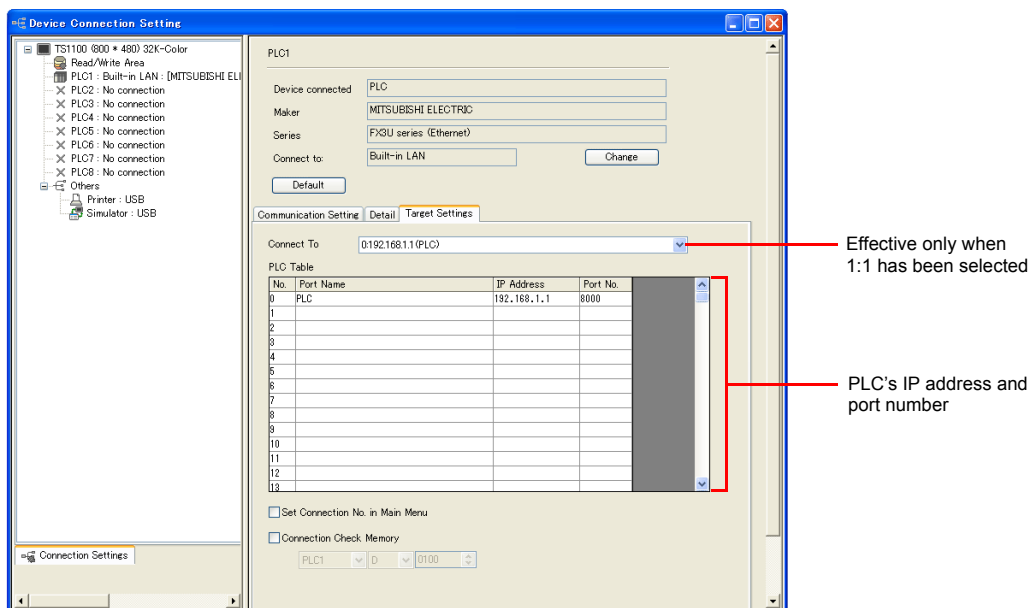 Device Connection Setting
TS1100 (800 * 480) 32K-Color
Read/Write Area
PLC1 : Built-in LAN : [MITSUBISHI ELI
PLC2 : No connection
PLC3 : No connection
PLC4 : No connection
PLC5 : No connection
PLC6 : No connection
PLC7 : No connection
PLC8 : No connection
Others
Printer : USB
Simulator : USB
Connection Settings
PLC1
Device connected PLC
Maker MITSUBISHI ELECTRIC
Series FX3U series (Ethernet)
Connect to: Built-in LAN Change
Default
Communication Setting Detail Target Settings
Connect To 0:192.168.1.1(PLC)
PLC Table
No. Port Name IP Address Port No.
0 PLC 192.168.1.1 8000
1
2
3
4
5
6
7
8
9
10
11
12
13
Set Connection No. in Main Menu
Connection Check Memory
PLC1 D 0100
Effective only when
1:1 has been selected
PLC's IP address and
port number